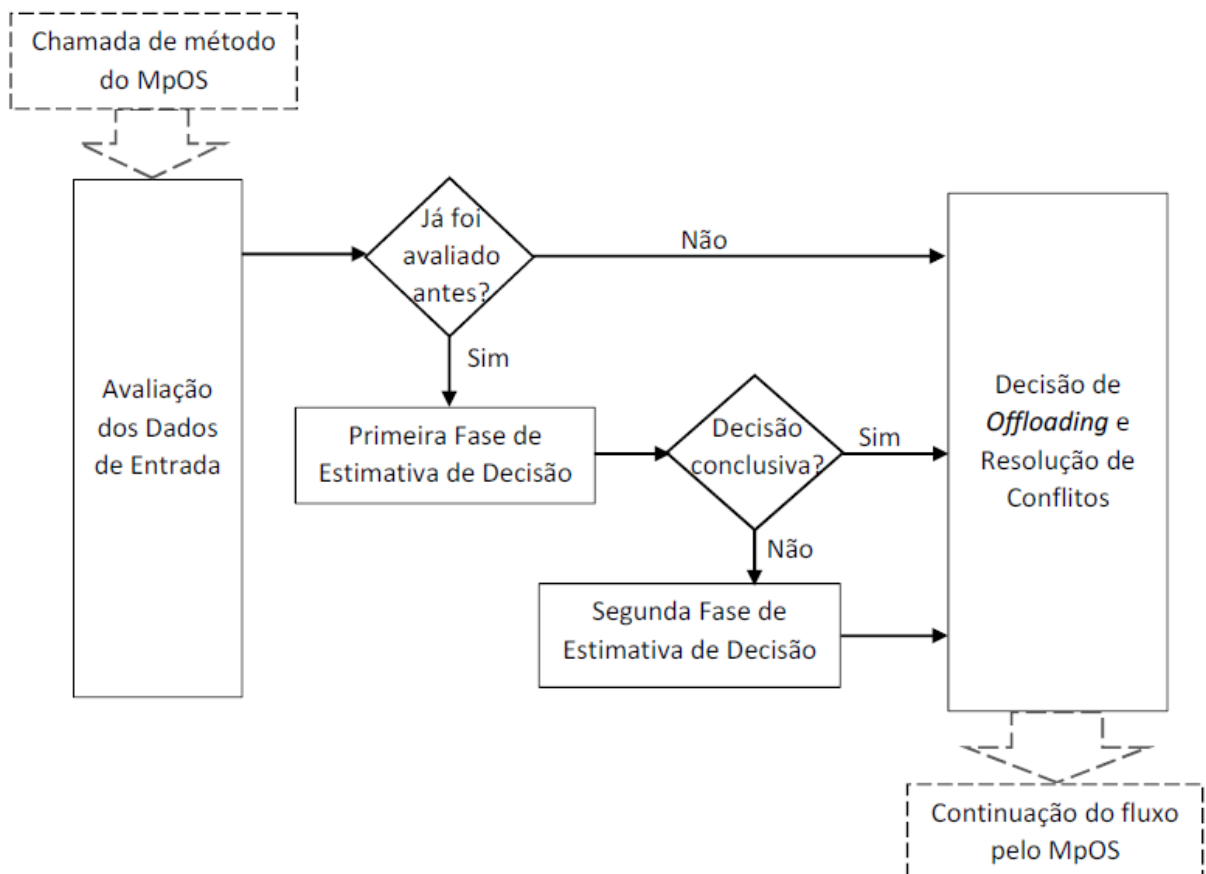 Chamada de método
do MpOS
Já foi
avaliado
antes?
Não
Sim
Avaliação
dos Dados
de Entrada
Primeira Fase de
Estimativa de Decisão
Decisão
conclusiva?
Sim
Não
Segunda Fase de
Estimativa de Decisão
Decisão de
Offloading e
Resolução de
Conflitos
Continuação do fluxo
pelo MpOS